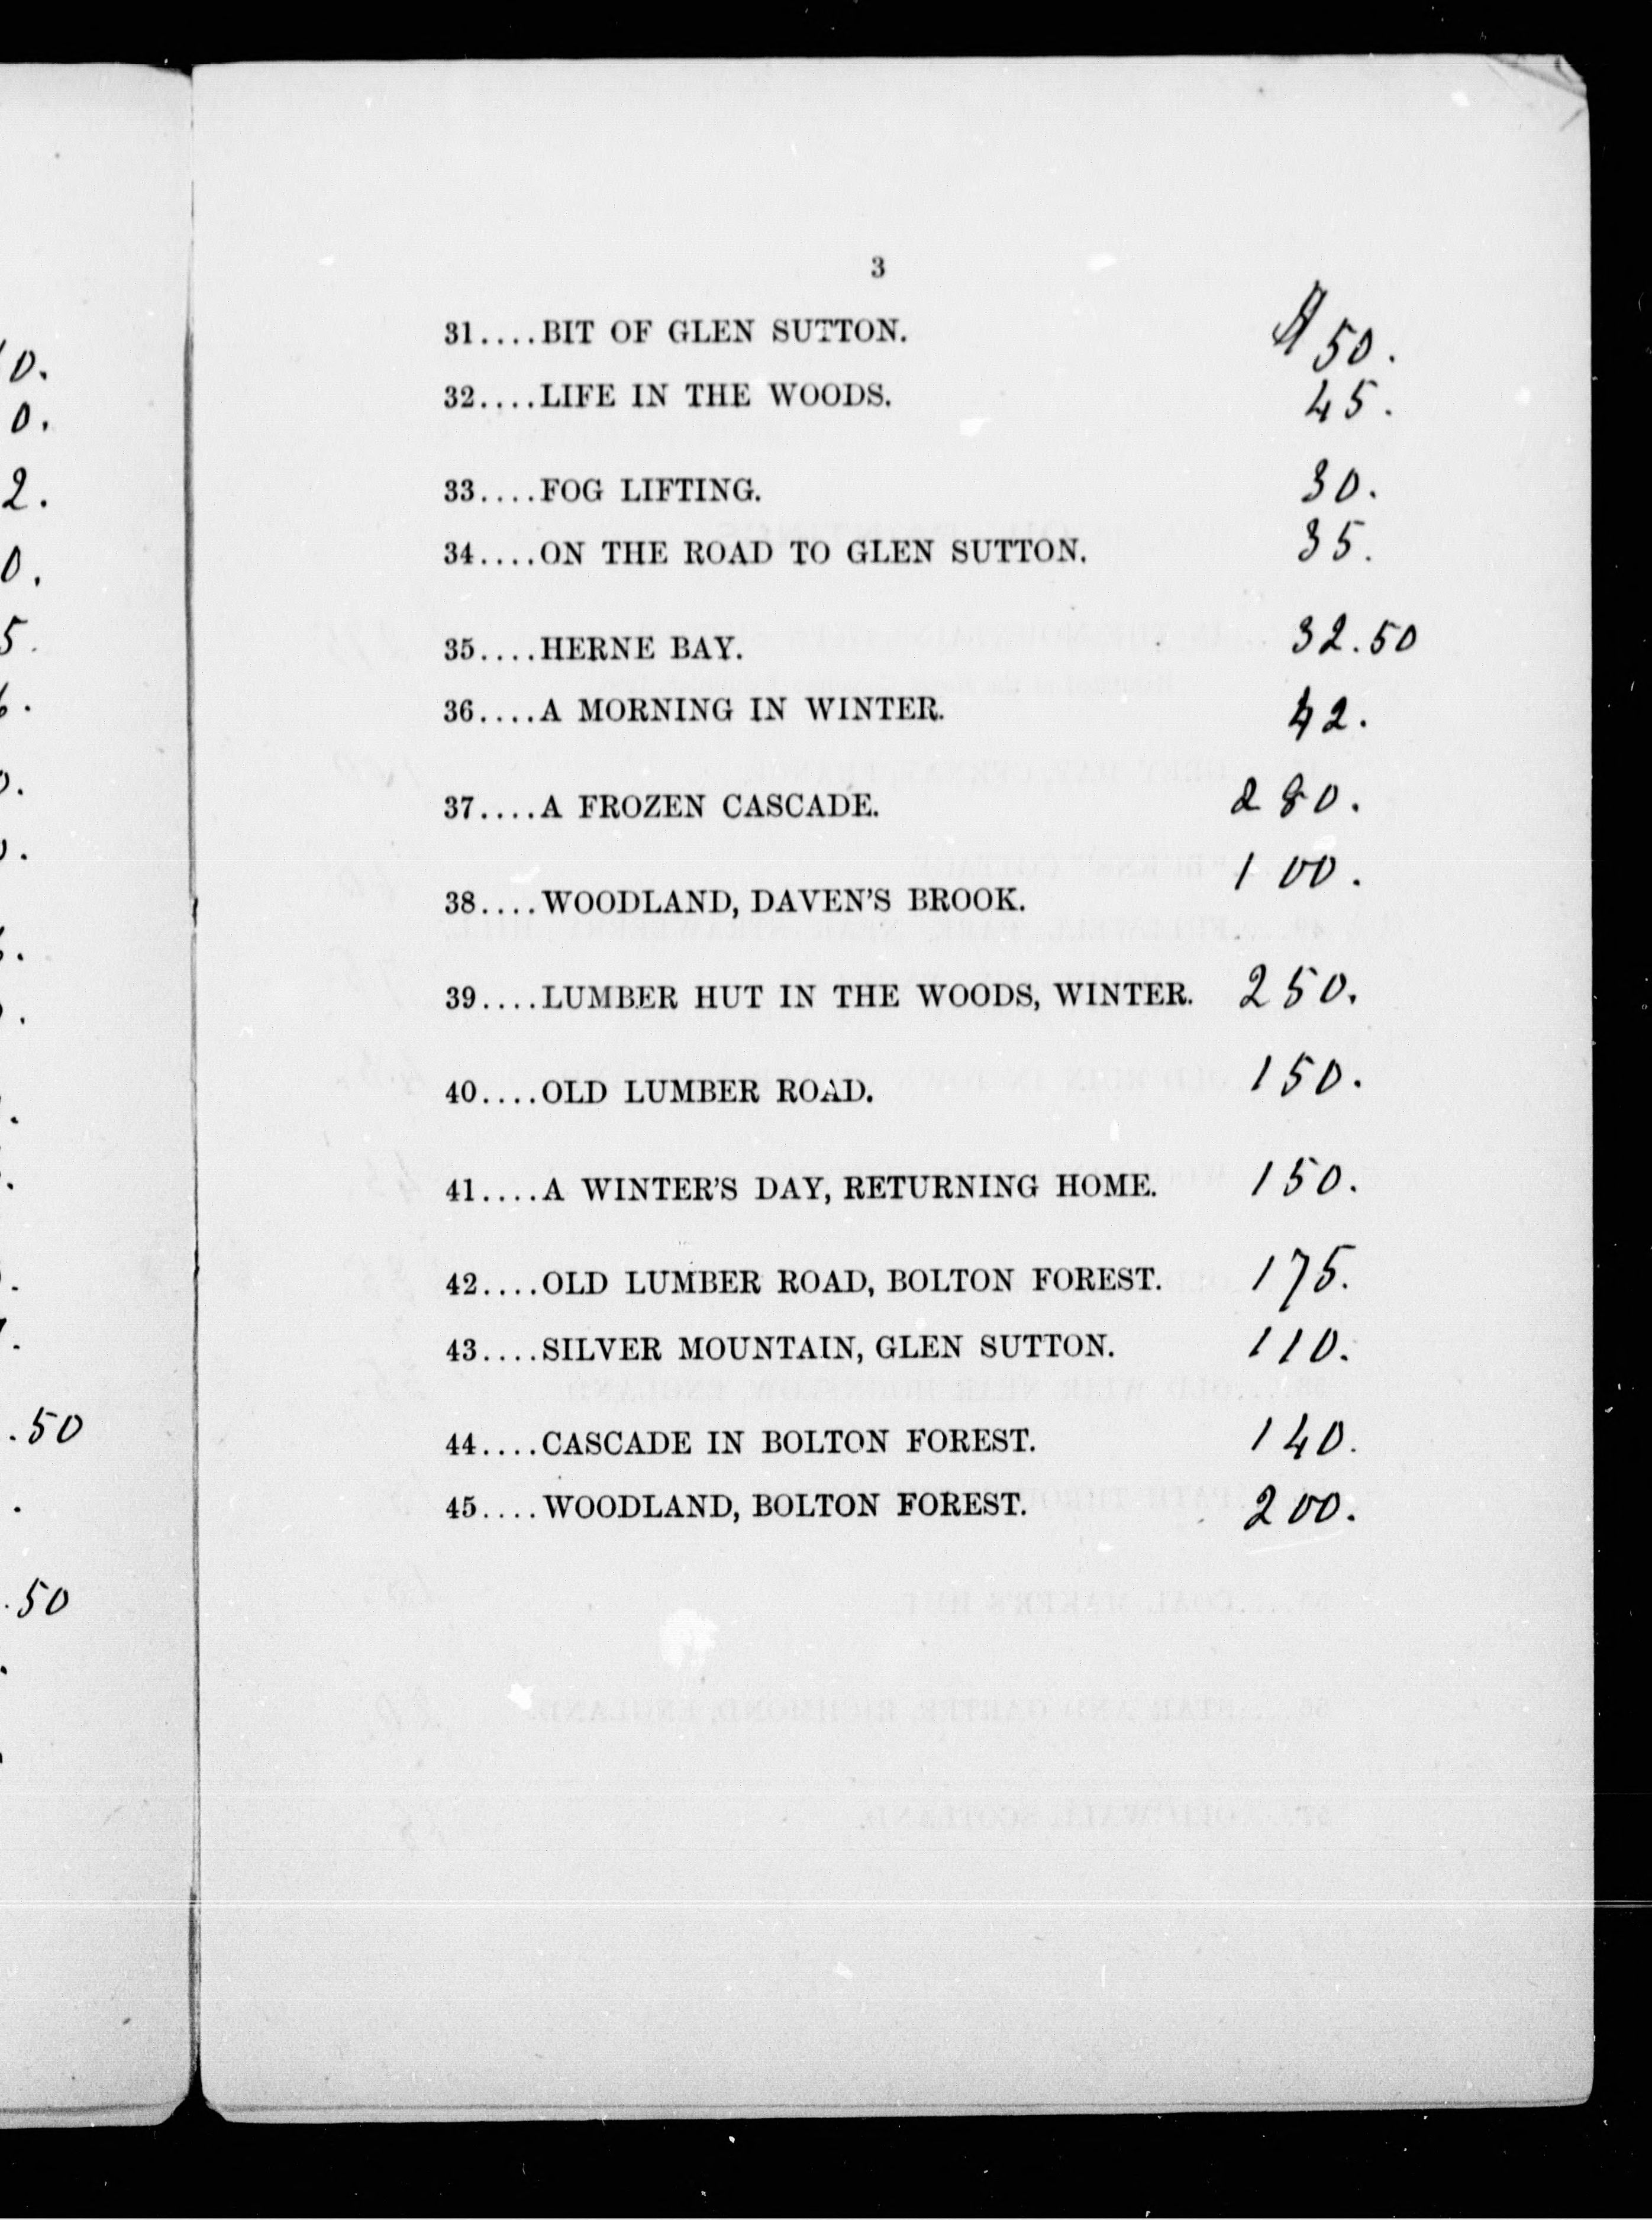 3
31....BIT OF GLEN SUTTON. $50.
32....LIFE IN THE WOODS. 45.
33....FOG LIFTING. 30.
34....ON THE ROAD TO GLEN SUTTON. 35.
35....HERNE BAY. 32.50
36....A MORNING IN WINTER. 42.
37....A FROZEN CASCADE. 280.
38....WOODLAND, DAVEN'S BROOK. 100.
39....LUMBER HUT IN THE WOODS, WINTER. 250.
40....OLD LUMBER ROAD. 150.
41....A WINTER'S DAY, RETURNING HOME. 150.
42....OLD LUMBER ROAD, BOLTON FOREST. 175.
43....SILVER MOUNTAIN, GLEN SUTTON. 110.
44....CASCADE IN BOLTON FOREST. 140.
45....WOODLAND, BOLTON FOREST. 200.